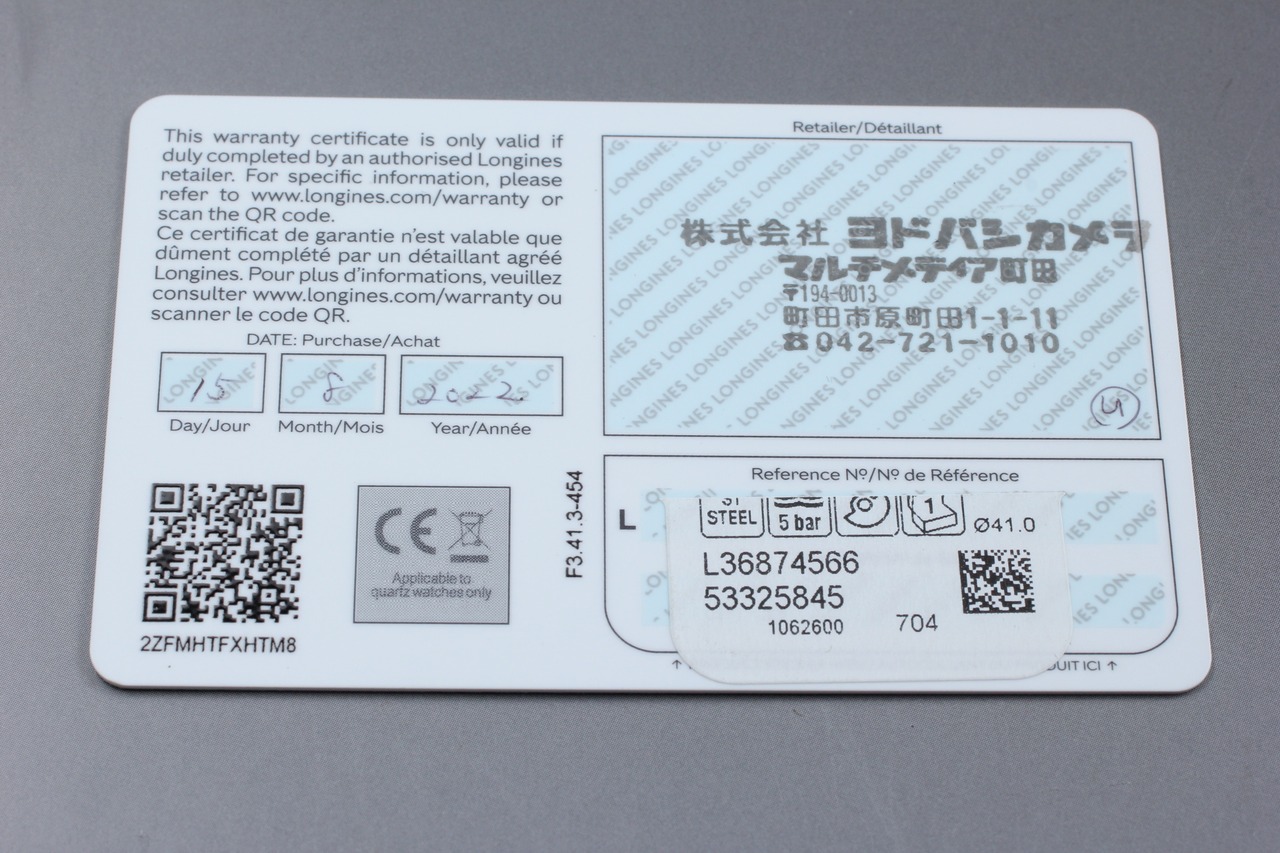 This warranty certificate is only valid if
duly completed by an authorised Longines
retailer. For specific information, please
refer to www.longines.com/warranty or
scan the QR code.
Ce certificat de garantie n'est valable que
dûment complété par un détaillant agréé
Longines. Pour plus d'informations, veuillez
consulter www.longines.com/warranty ou
scanner le code QR.
DATE: Purchase/Achat
15 8 2022.
Day/Jour Month/Mois Year/Année
2ZFMHTFXHTM8
CE
Applicable to
quartz watches only
F3.41.3-454
Retailer/Détaillant
株式会社 ヨドバシカメラ
マルチメディア町田
〒194-0013
町田市原町田1-1-11
☎042-721-1010
Reference Nº/Nº de Référence
L
STEEL 5 bar 1 Ø41.0
L36874566
53325845
1062600 704
ICI ↑